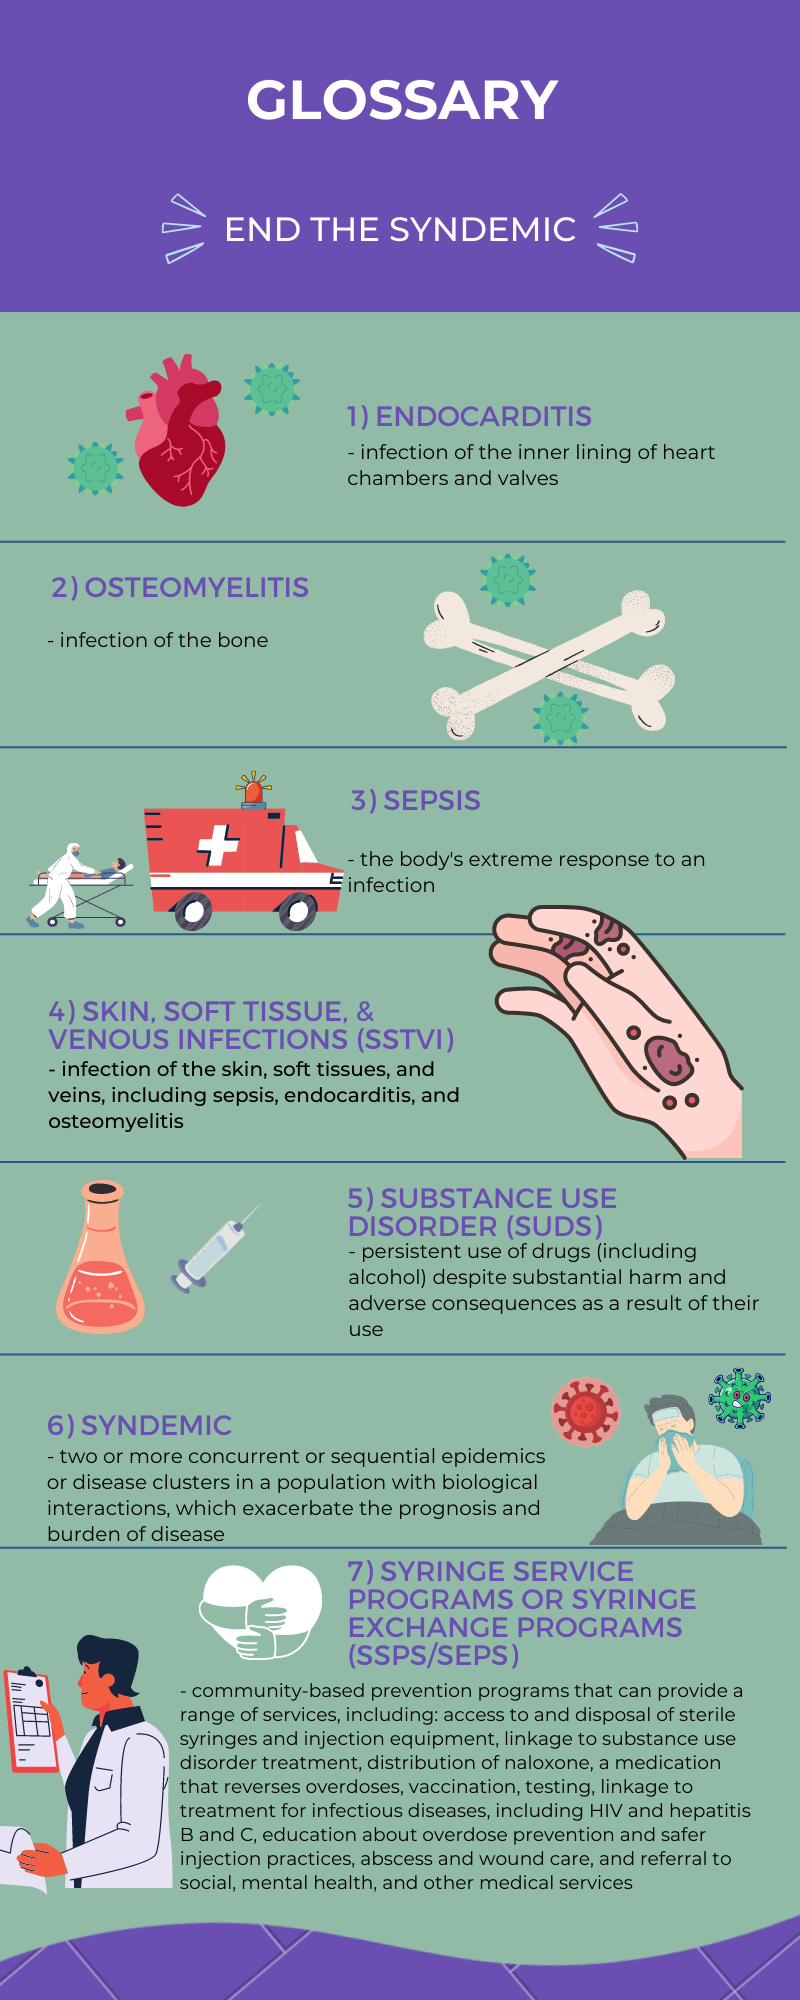 GLOSSARY
END THE SYNDEMIC
1) ENDOCARDITIS
- infection of the inner lining of heart
chambers and valves
2) OSTEOMYELITIS
- infection of the bone
3) SEPSIS
- the body's extreme response to an
infection
4) SKIN, SOFT TISSUE, &
VENOUS INFECTIONS (SSTVI)
- infection of the skin, soft tissues, and
veins, including sepsis, endocarditis, and
osteomyelitis
5) SUBSTANCE USE
DISORDER (SUDS)
- persistent use of drugs (including
alcohol) despite substantial harm and
adverse consequences as a result of their
use
6) SYNDEMIC
- two or more concurrent or sequential epidemics
or disease clusters in a population with biological
interactions, which exacerbate the prognosis and
burden of disease
7) SYRINGE SERVICE
PROGRAMS OR SYRINGE
EXCHANGE PROGRAMS
(SSPS/SEPS)
- community-based prevention programs that can provide a
range of services, including: access to and disposal of sterile
syringes and injection equipment, linkage to substance use
disorder treatment, distribution of naloxone, a medication
that reverses overdoses, vaccination, testing, linkage to
treatment for infectious diseases, including HIV and hepatitis
B and C, education about overdose prevention and safer
injection practices, abscess and wound care, and referral to
social, mental health, and other medical services